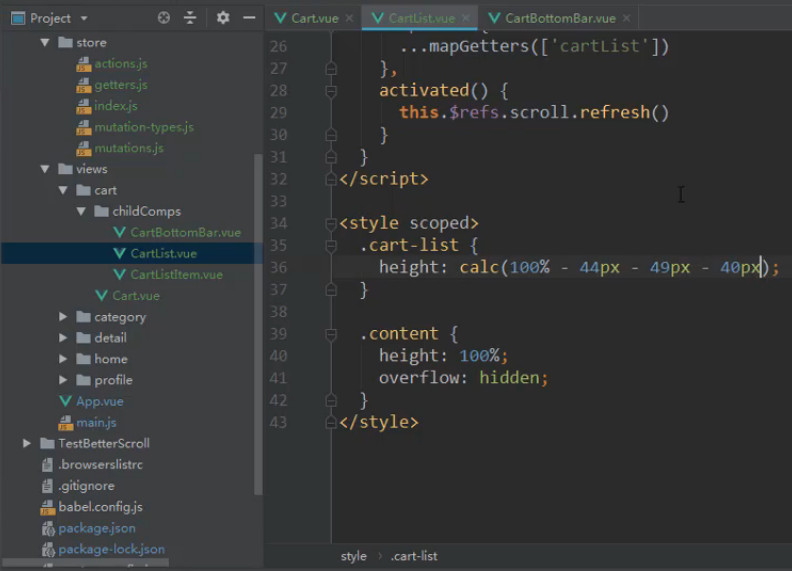 Project
Cart.vue
CartList.vue
CartBottomBar.vue
store
actions.js
getters.js
index.js
mutation-types.js
mutations.js
views
cart
childComps
CartBottomBar.vue
CartList.vue
CartListItem.vue
Cart.vue
category
detail
home
profile
App.vue
main.js
TestBetterScroll
.browserslistrc
.gitignore
babel.config.js
package.json
package-lock.json
26 ...mapGetters(['cartList'])
27 },
28 activated() {
29 this.$refs.scroll.refresh()
30 }
31 }
32 </script>
33
34 <style scoped>
35 .cart-list {
36 height: calc(100% - 44px - 49px - 40px);
37 }
38
39 .content {
40 height: 100%;
41 overflow: hidden;
42 }
43 </style>
style › .cart-list